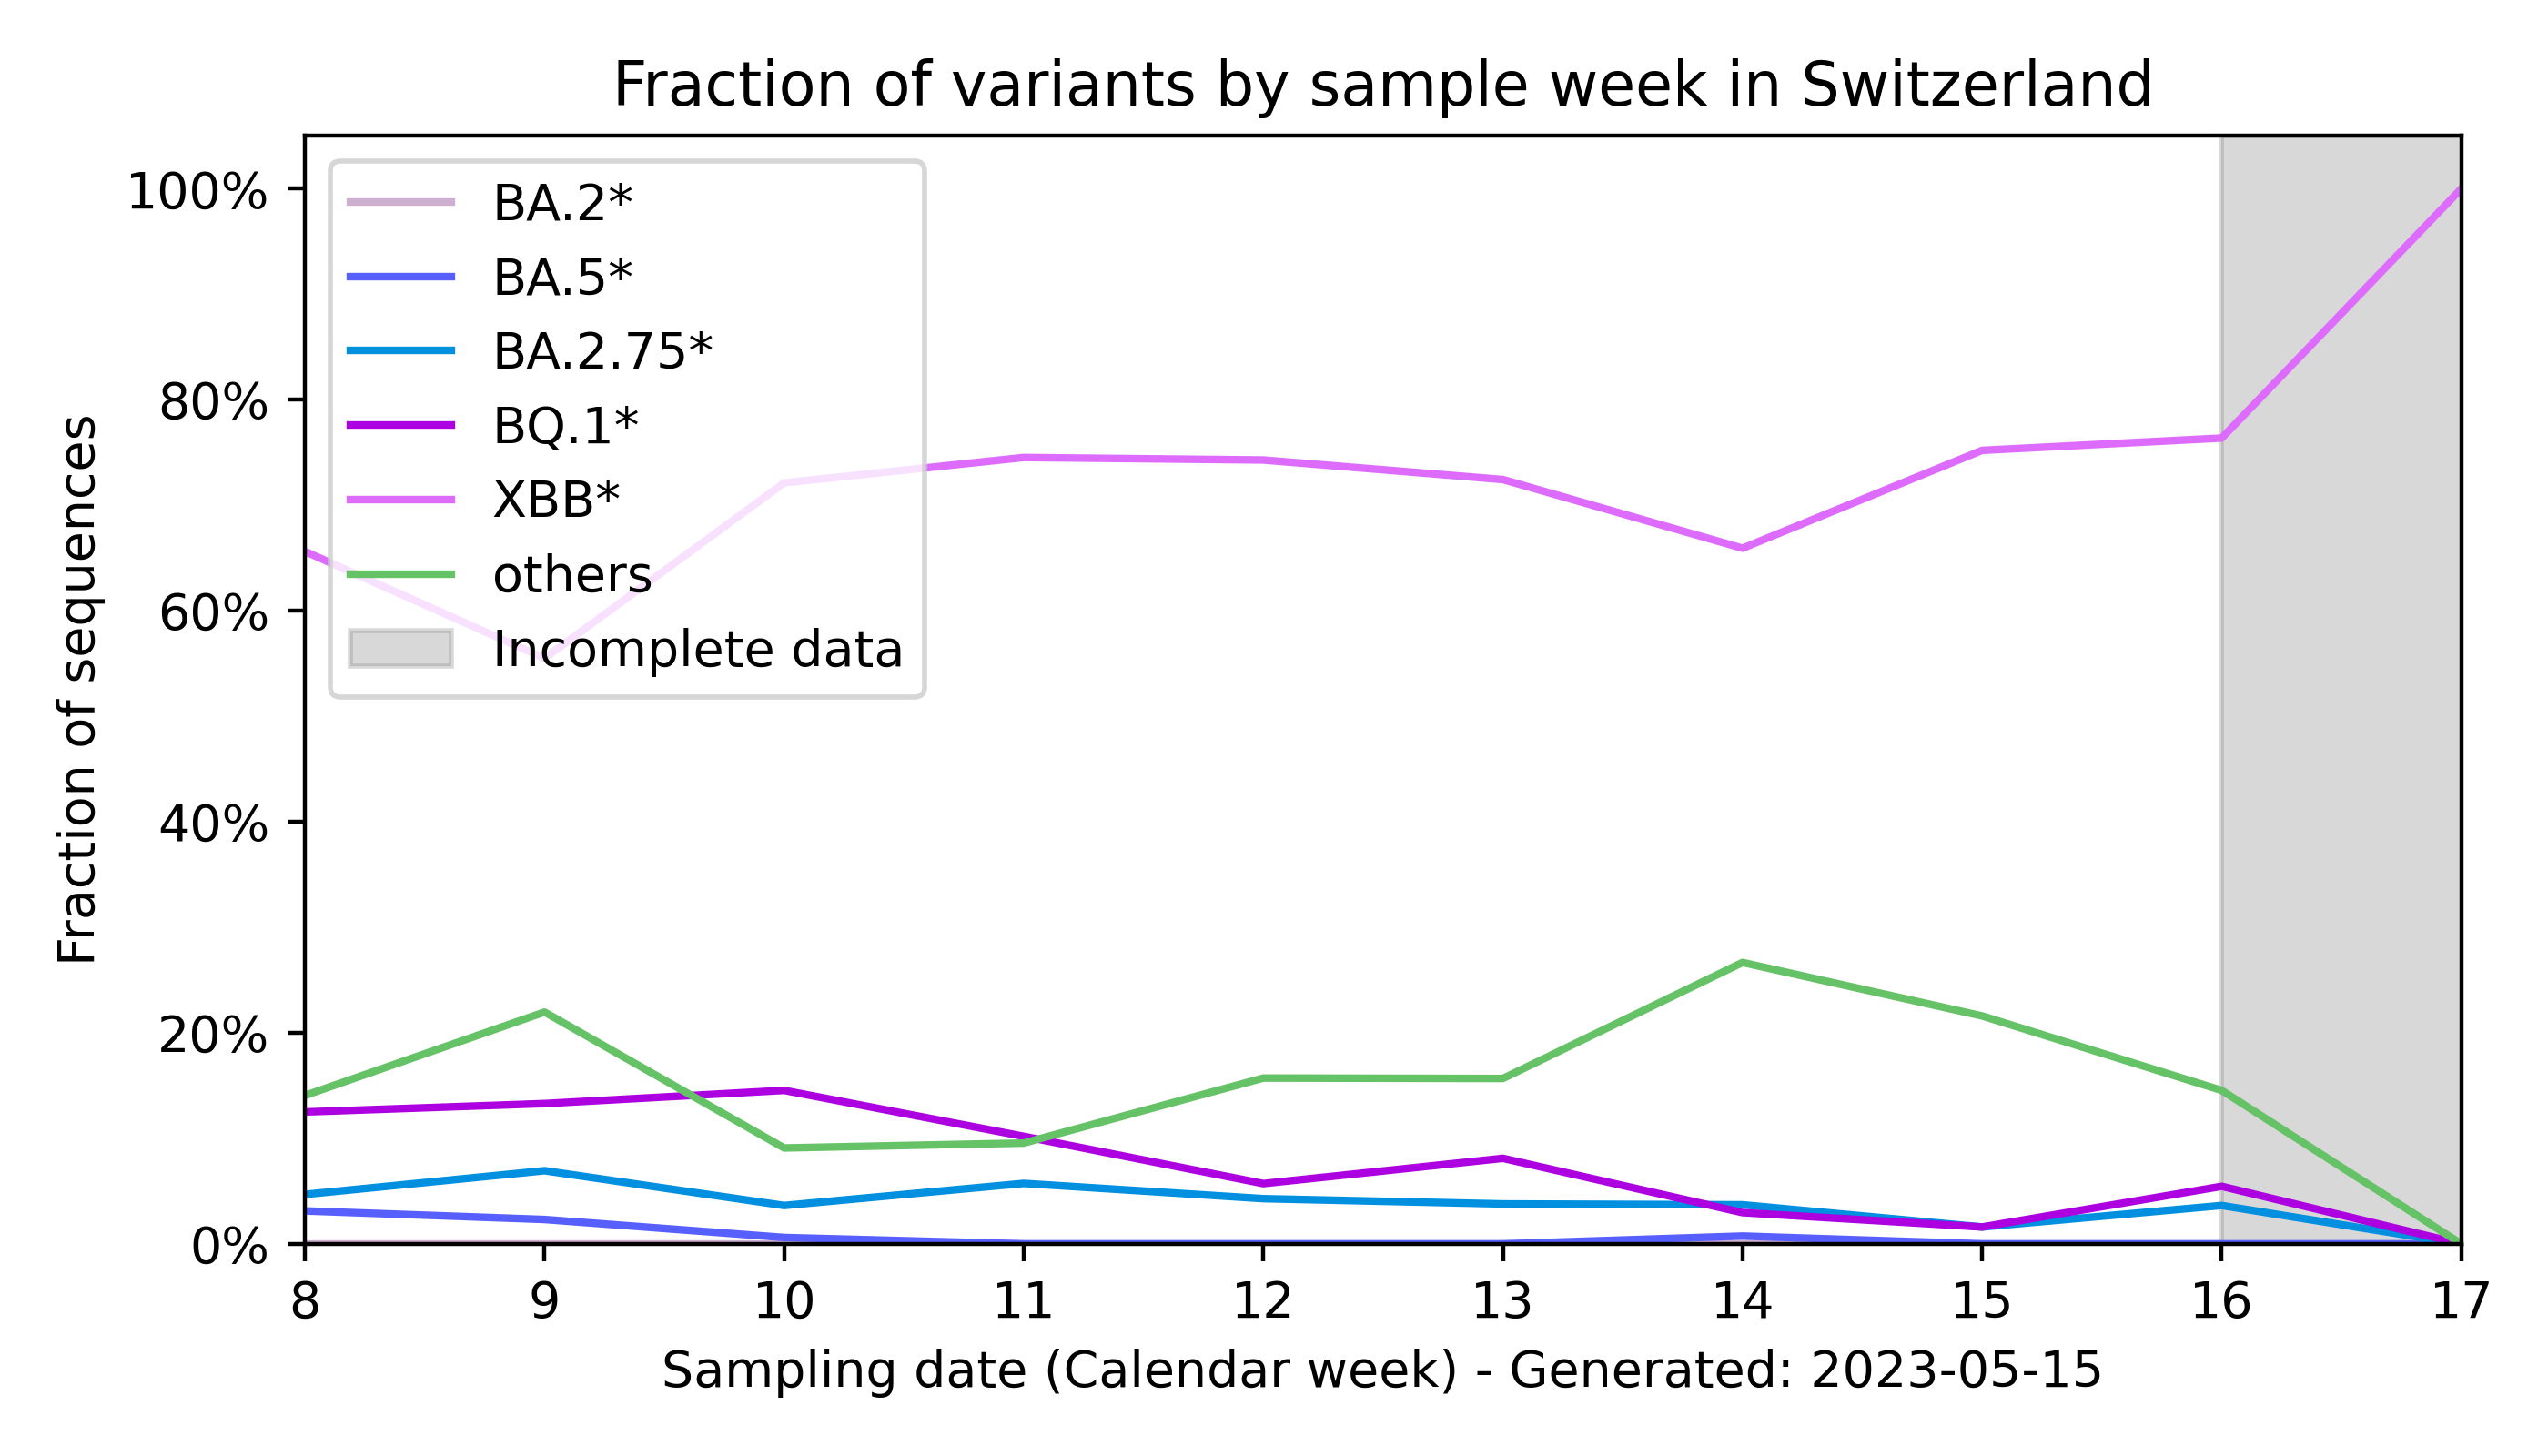 Fraction of variants by sample week in Switzerland
Fraction of sequences
100%
80%
60%
40%
20%
0%
BA.2*
BA.5*
BA.2.75*
BQ.1*
XBB*
others
Incomplete data
8 9 10 11 12 13 14 15 16 17
Sampling date (Calendar week) - Generated: 2023-05-15